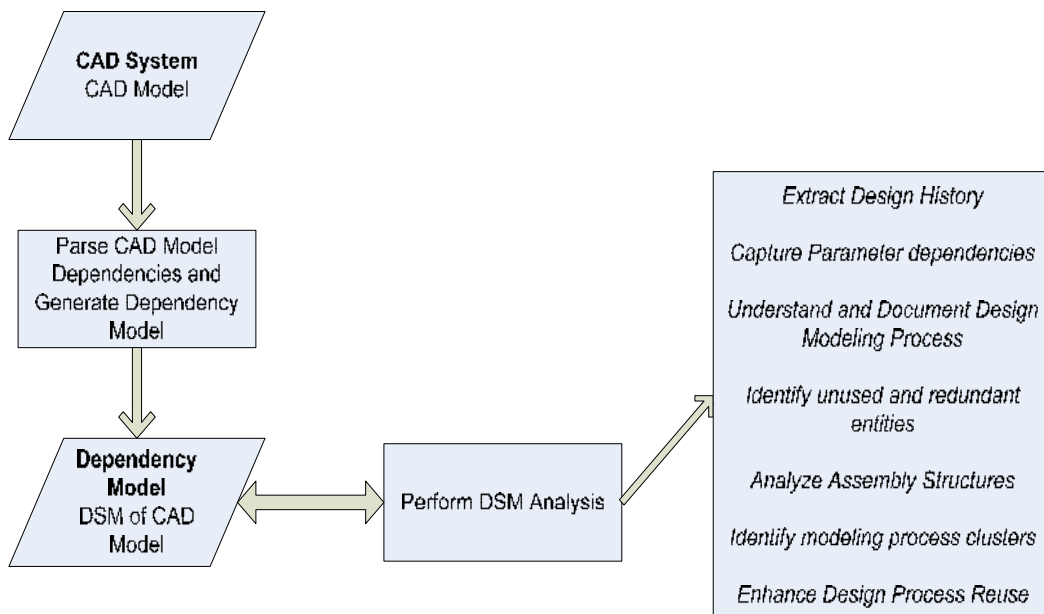 CAD System
CAD Model
Parse CAD Model
Dependencies and
Generate Dependency
Model
Dependency
Model
DSM of CAD
Model
Perform DSM Analysis
Extract Design History
Capture Parameter dependencies
Understand and Document Design
Modeling Process
Identify unused and redundant
entities
Analyze Assembly Structures
Identify modeling process clusters
Enhance Design Process Reuse